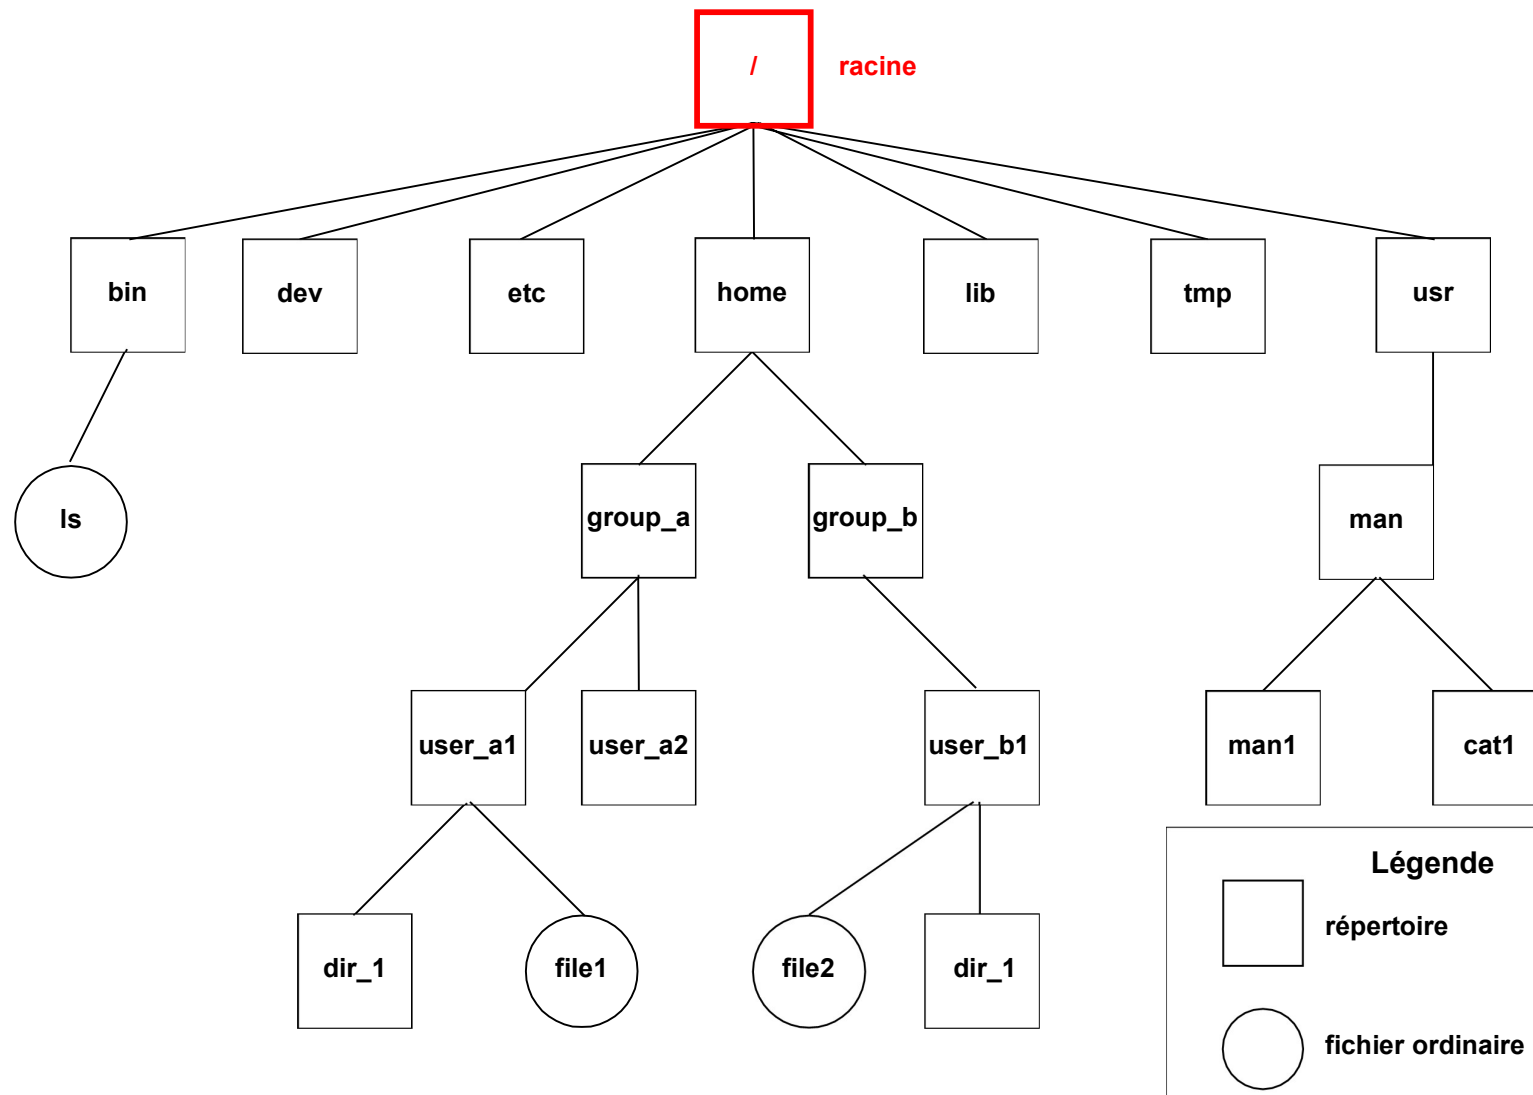 / racine
bin dev etc home lib tmp usr
ls group_a group_b man
user_a1 user_a2 user_b1 man1 cat1
Légende
répertoire
dir_1 file1 file2 dir_1
fichier ordinaire